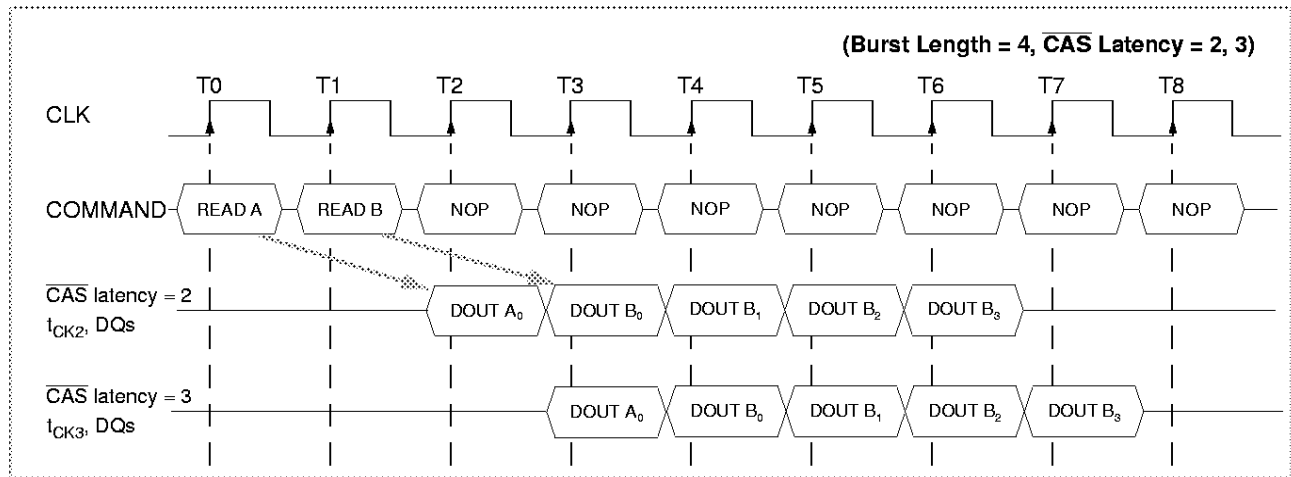 (Burst Length = 4, CAS Latency = 2, 3)
T0 T1 T2 T3 T4 T5 T6 T7 T8
CLK
COMMAND READ A READ B NOP NOP NOP NOP NOP NOP NOP
CAS latency = 2
tCK2, DQs
DOUT A0 DOUT B0 DOUT B1 DOUT B2 DOUT B3
CAS latency = 3
tCK3, DQs
DOUT A0 DOUT B0 DOUT B1 DOUT B2 DOUT B3